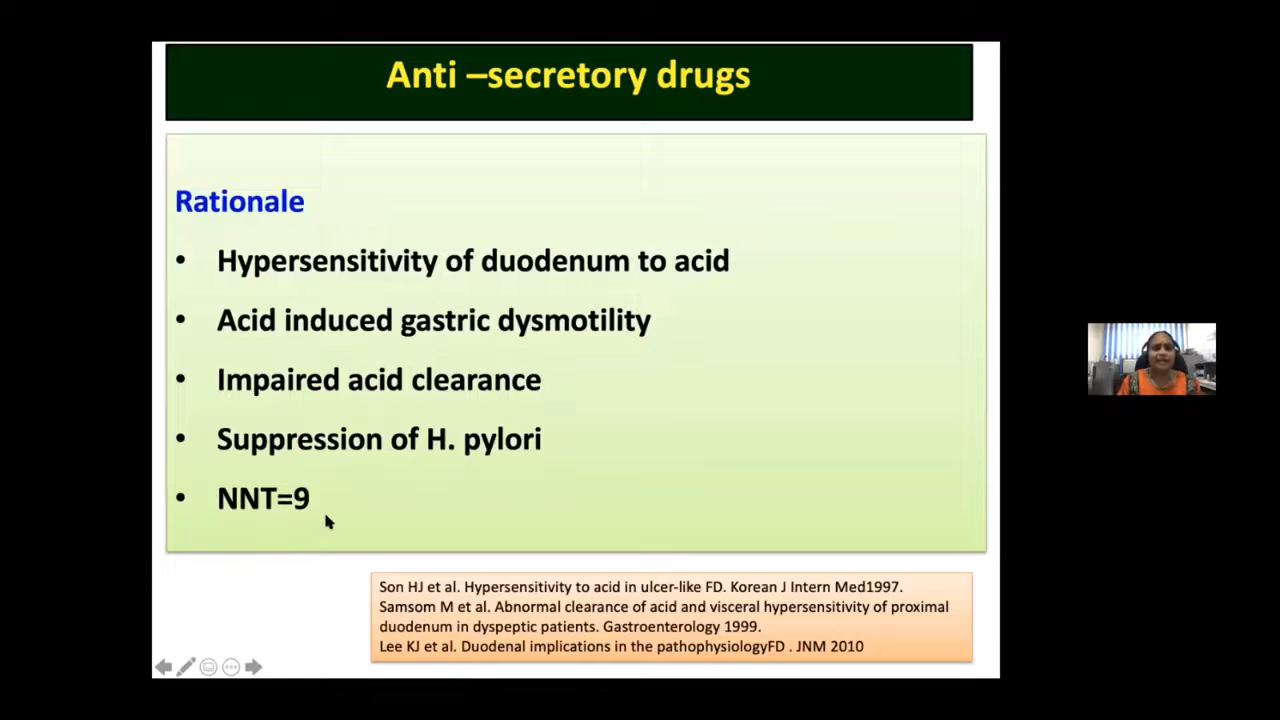 Anti –secretory drugs
Rationale
• Hypersensitivity of duodenum to acid
• Acid induced gastric dysmotility
• Impaired acid clearance
• Suppression of H. pylori
• NNT=9
Son HJ et al. Hypersensitivity to acid in ulcer-like FD. Korean J Intern Med1997.
Samsom M et al. Abnormal clearance of acid and visceral hypersensitivity of proximal
duodenum in dyspeptic patients. Gastroenterology 1999.
Lee KJ et al. Duodenal implications in the pathophysiologyFD . JNM 2010